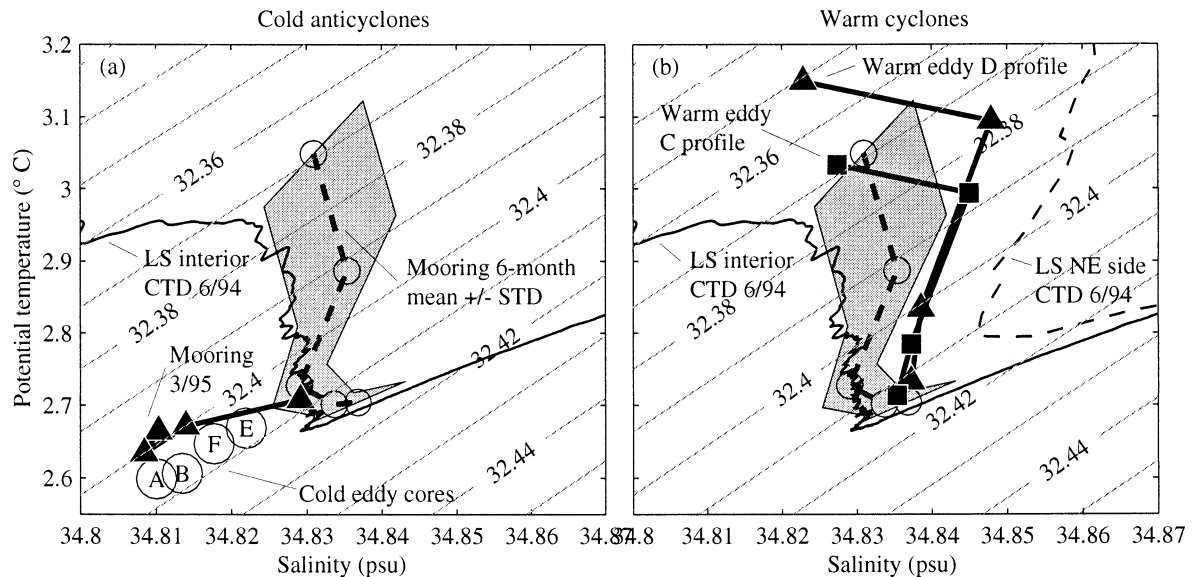 Cold anticyclones
Warm cyclones
Potential temperature (° C)
3.2
3.1
3
2.9
2.8
2.7
2.6
(a)
32.36
32.38
32.4
LS interior
CTD 6/94
Mooring 6-month
mean +/- STD
32.38
32.42
Mooring
3/95
32.4
E
F
A
B
32.44
Cold eddy cores
34.8
34.81
34.82
34.83
34.84
34.85
34.86
34.87
Salinity (psu)
(b)
Warm eddy D profile
Warm eddy
C profile
32.38
32.36
32.4
LS interior
CTD 6/94
LS NE side
CTD 6/94
32.38
32.4
32.42
32.44
34.8
34.81
34.82
34.83
34.84
34.85
34.86
34.87
Salinity (psu)